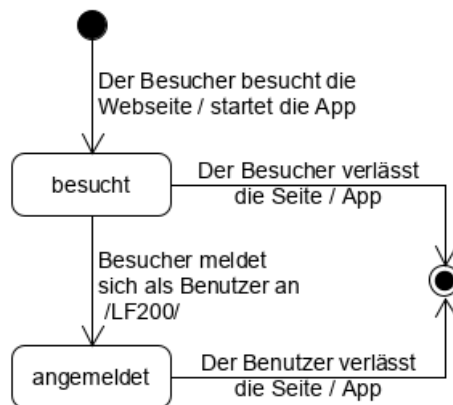 Der Besucher besucht die
Webseite / startet die App
besucht
Der Besucher verlässt
die Seite / App
Besucher meldet
sich als Benutzer an
/LF200/
angemeldet
Der Benutzer verlässt
die Seite / App